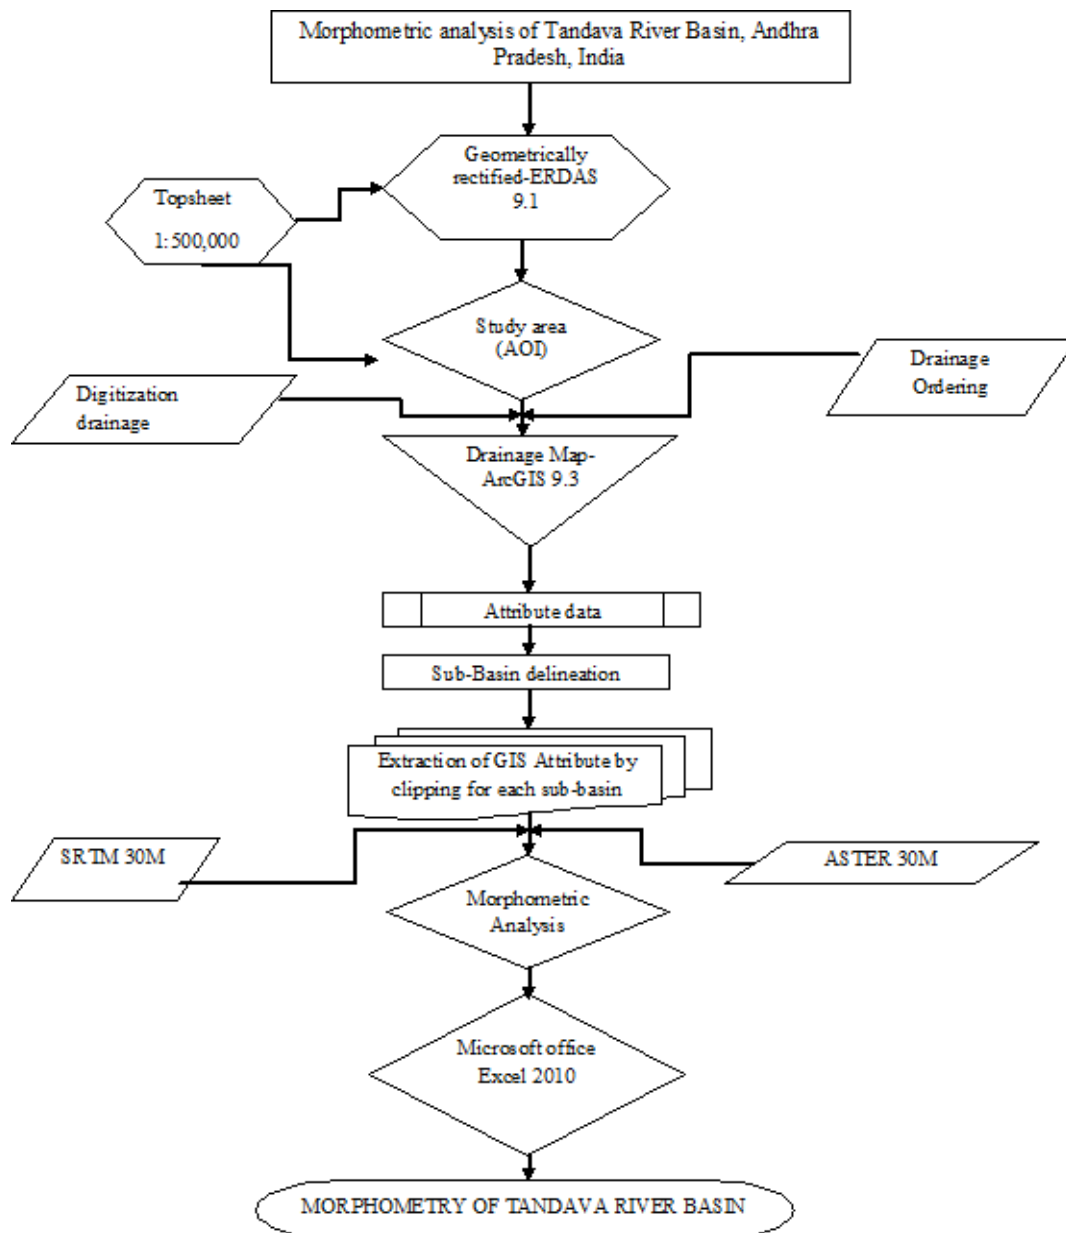 Morphometric analysis of Tandava River Basin, Andhra
Pradesh, India
Geometrically
rectified-ERDAS
9.1
Topsheet
1:500,000
Study area
(AOI)
Drainage
Ordering
Digitization
drainage
Drainage Map-
ArcGIS 9.3
Attribute data
Sub-Basin delineation
Extraction of GIS Attribute by
clipping for each sub-basin
SRTM 30M
ASTER 30M
Morphometric
Analysis
Microsoft office
Excel 2010
MORPHOMETRY OF TANDAVA RIVER BASIN